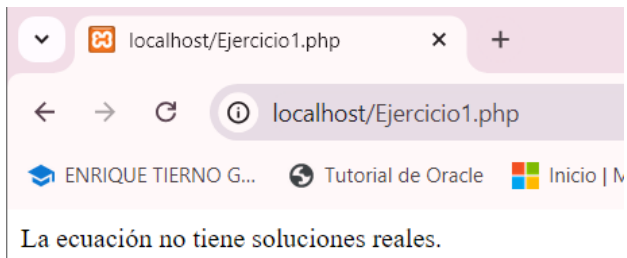 localhost/Ejercicio1.php
localhost/Ejercicio1.php
ENRIQUE TIERNO G... Tutorial de Oracle Inicio |
La ecuación no tiene soluciones reales.